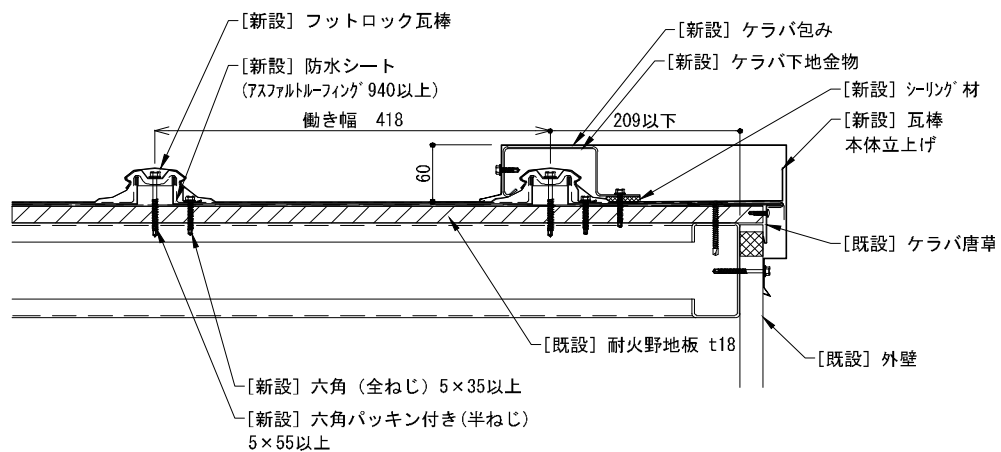 [新設] フットロック瓦棒
[新設] ケラバ包み
[新設] 防水シート
(アスファルトルーフィング 940以上)
[新設] ケラバ下地金物
[新設] シーリング材
働き幅 418
209以下
[新設] 瓦棒
本体立上げ
60
[既設] ケラバ唐草
[既設] 耐火野地板 t18
[既設] 外壁
[新設] 六角 (全ねじ) 5×35以上
[新設] 六角パッキン付き(半ねじ)
5×55以上